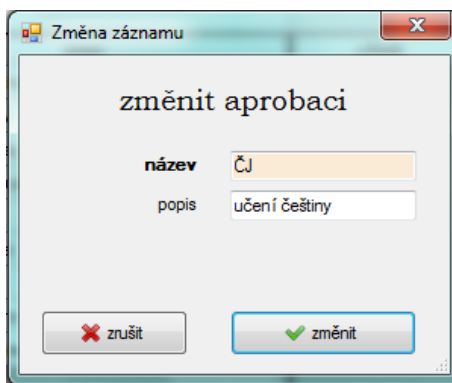 Změna záznamu
změnit aprobaci
název ČJ
popis učení češtiny
zrušit změnit